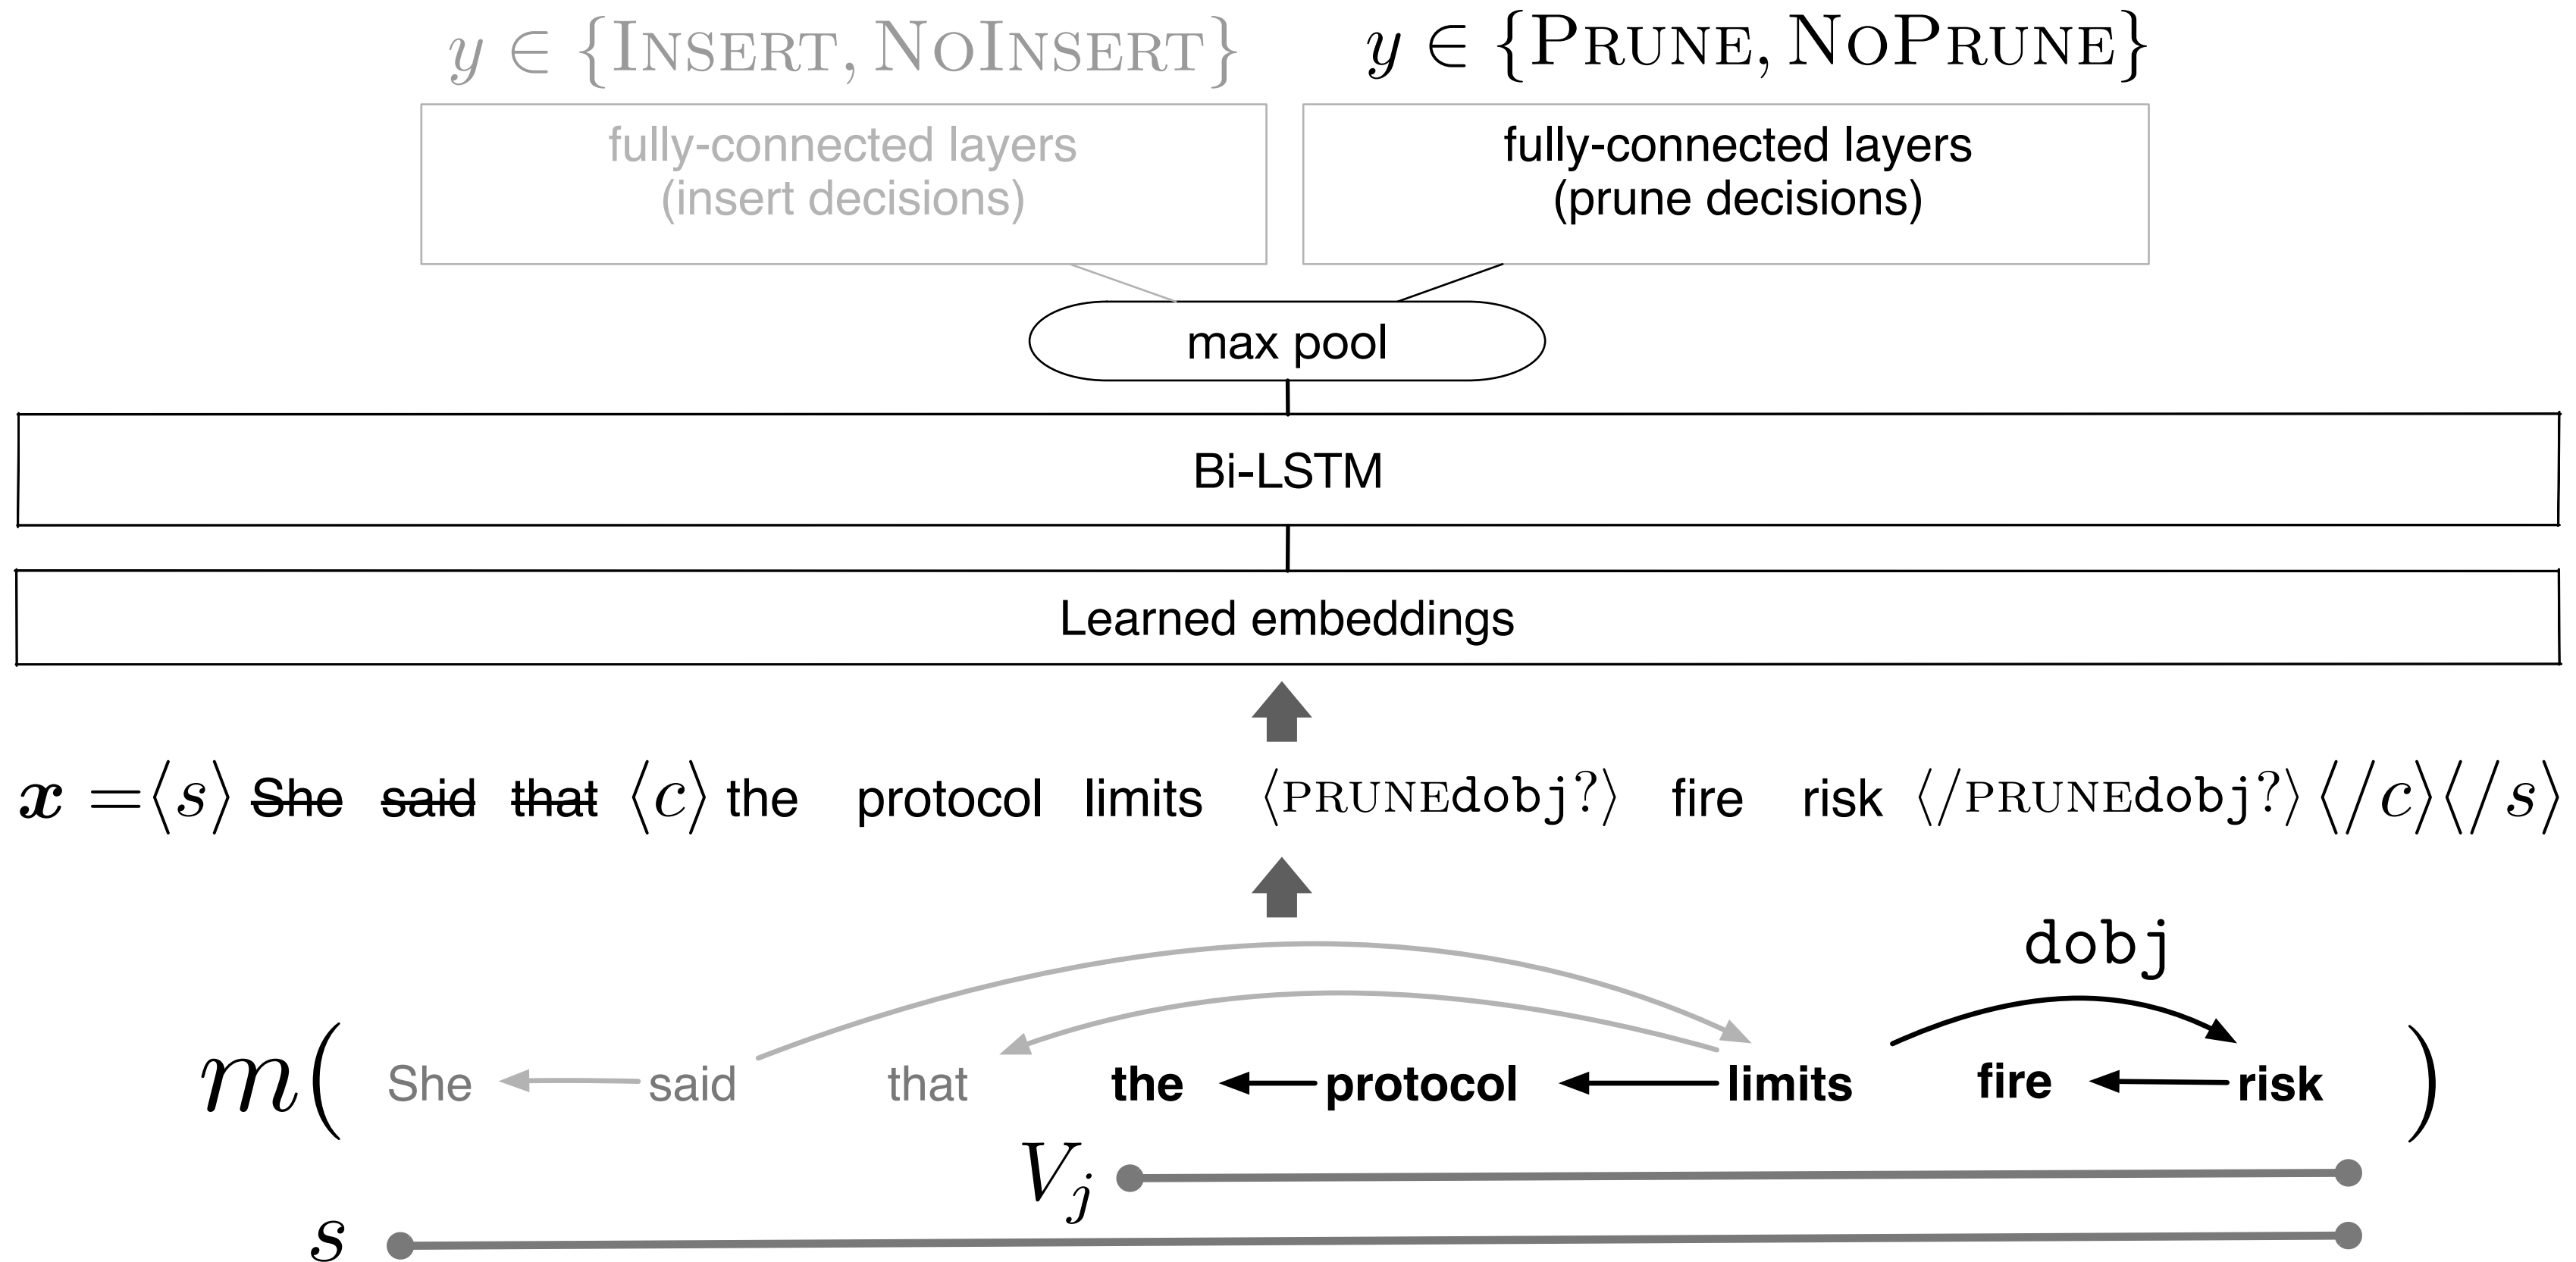 y ∈ {INSERT, NOINSERT} y ∈ {PRUNE, NOPRUNE}
fully-connected layers fully-connected layers
(insert decisions) (prune decisions)
max pool
Bi-LSTM
Learned embeddings
x =⟨s⟩ She said that ⟨c⟩ the protocol limits ⟨PRUNEdobj?⟩ fire risk ⟨/PRUNEdobj?⟩⟨/c⟩⟨/s⟩
dobj
m( She said that the protocol limits fire risk )
V_j
s